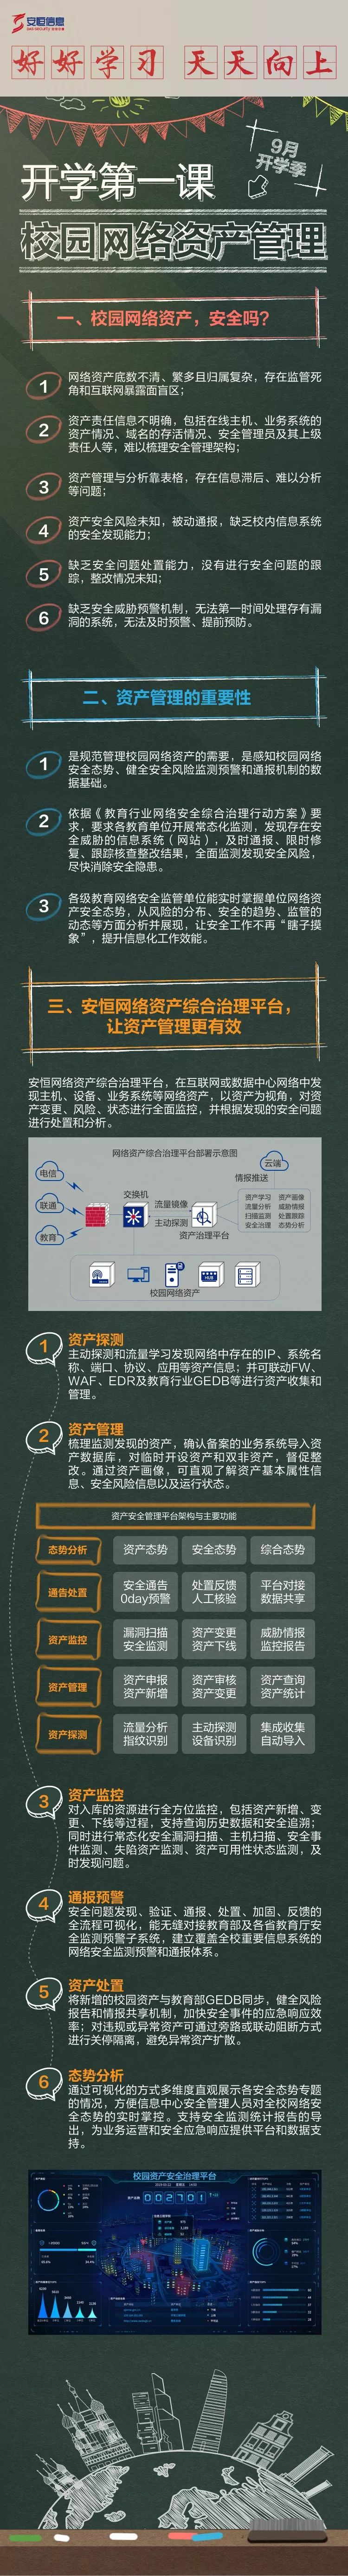 安恒信息
好好学习 天天向上
9月
开学季
开学第一课
校园网络资产管理
一、校园网络资产，安全吗？
1
网络资产底数不清、繁多且归属复杂，存在监管死
角和互联网暴露面盲区；
2
资产责任信息不明确，包括在线主机、业务系统的
资产情况、域名的存活情况、安全管理员及其上级
责任人等，难以梳理安全管理架构；
3
资产管理与分析靠表格，存在信息滞后、难以分析
等问题；
4
资产安全风险未知，被动通报，缺乏校内信息系统
的安全发现能力；
5
缺乏安全问题处置能力，没有进行安全问题的跟
踪，整改情况未知；
6
缺乏安全威胁预警机制，无法第一时间处理存有漏
洞的系统，无法及时预警、提前预防。
二、资产管理的重要性
1
是规范管理校园网络资产的需要，是感知校园网络
安全态势、健全安全风险监测预警和通报机制的数
据基础。
2
依据《教育行业网络安全综合治理行动方案》要
求，要求各教育单位开展常态化监测，发现存在安
全威胁的信息系统（网站），及时通报、限时修
复、跟踪核查整改结果，全面监测发现安全风险，
尽快消除安全隐患。
3
各级教育网络安全监管单位能实时掌握单位网络资
产安全态势，从风险的分布、安全的趋势、监管的
动态等方面分析并展现，让安全工作不再“瞎子摸
象”，提升信息化工作效能。
三、安恒网络资产综合治理平台，
让资产管理更有效
安恒网络资产综合治理平台，在互联网或数据中心网络中发
现主机、设备、业务系统等网络资产，以资产为视角，对资
产变更、风险、状态进行全面监控，并根据发现的安全问题
进行处置和分析。
网络资产综合治理平台部署示意图
电信
联通
教育
交换机
流量镜像
主动探测
资产治理平台
云端
情报推送
资产学习 资产画像
流量分析 威胁情报
扫描监测 处置跟踪
安全治理 态势分析
HUB
校园网络资产
1
资产探测
主动探测和流量学习发现网络中存在的IP、系统名
称、端口、协议、应用等资产信息；并可联动FW、
WAF、EDR及教育行业GEDB等进行资产收集和
管理。
2
资产管理
梳理监测发现的资产，确认备案的业务系统导入资
产数据库，对临时开设资产和双非资产，督促整
改。通过资产画像，可直观了解资产基本属性信
息、安全风险信息以及运行状态。
资产安全管理平台架构与主要功能
态势分析 资产态势 安全态势 综合态势
通告处置 安全通告 处置反馈 平台对接
0day预警 人工核验 数据共享
资产监控 漏洞扫描 资产变更 威胁情报
安全监测 资产下线 监控报告
资产管理 资产申报 资产审核 资产查询
资产新增 资产变更 资产统计
资产探测 流量分析 主动探测 集成收集
指纹识别 设备识别 自动导入
3
资产监控
对入库的资源进行全方位监控，包括资产新增、变
更、下线等过程，支持查询历史数据和安全追溯；
同时进行常态化安全漏洞扫描、主机扫描、安全事
件监测、失陷资产监测、资产可用性状态监测，及
时发现问题。
4
通报预警
安全问题发现、验证、通报、处置、加固、反馈的
全流程可视化，能无缝对接教育部及各省教育厅安
全监测预警子系统，建立覆盖全校重要信息系统的
网络安全监测预警和通报体系。
5
资产处置
将新增的校园资产与教育部GEDB同步，健全风险
报告和情报共享机制，加快安全事件的应急响应效
率；对违规或异常资产可通过旁路或联动阻断方式
进行关停隔离，避免异常资产扩散。
6
态势分析
通过可视化的方式多维度直观展示各安全态势专题
的情况，方便信息中心安全管理人员对全校网络安
全态势的实时掌控。支持安全监测统计报告的导
出，为业务运营和安全应急响应提供平台和数据支
持。
校园资产安全治理平台
002701